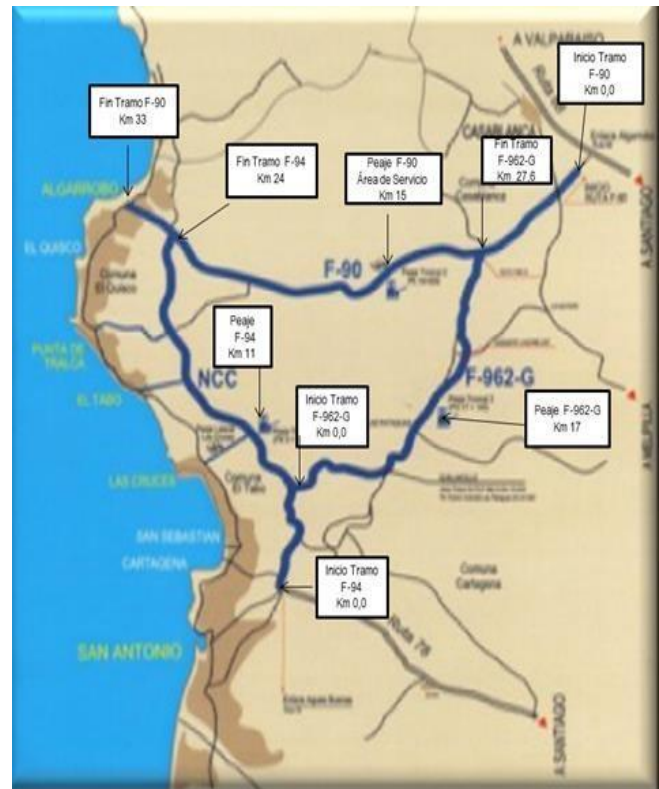 A VALPARAISO
Inicio Tramo
F-90
Km 0,0
Fin Tramo F-90
Km 33
CASABLANCA
Fin Tramo
F-962-G
Km 27,6
Fin Tramo F-94
Km 24
Peaje F-90
Área de Servicio
Km 15
ALGARROBO
A SANTIAGO
EL QUISCO
Comuna
El Quisco
F-90
Peaje
F-94
Km 11
PUNTA DE
TRALCA
NCC
F-962-G
EL TABO
Inicio Tramo
F-962-G
Km 0,0
Peaje F-962-G
Km 17
A MELIPILLA
LAS CRUCES
Comuna
El Tabo
SAN SEBASTIAN
CARTAGENA
Inicio Tramo
F-94
Km 0,0
Comuna
Cartagena
Ruta 78
SAN ANTONIO
A SANTIAGO